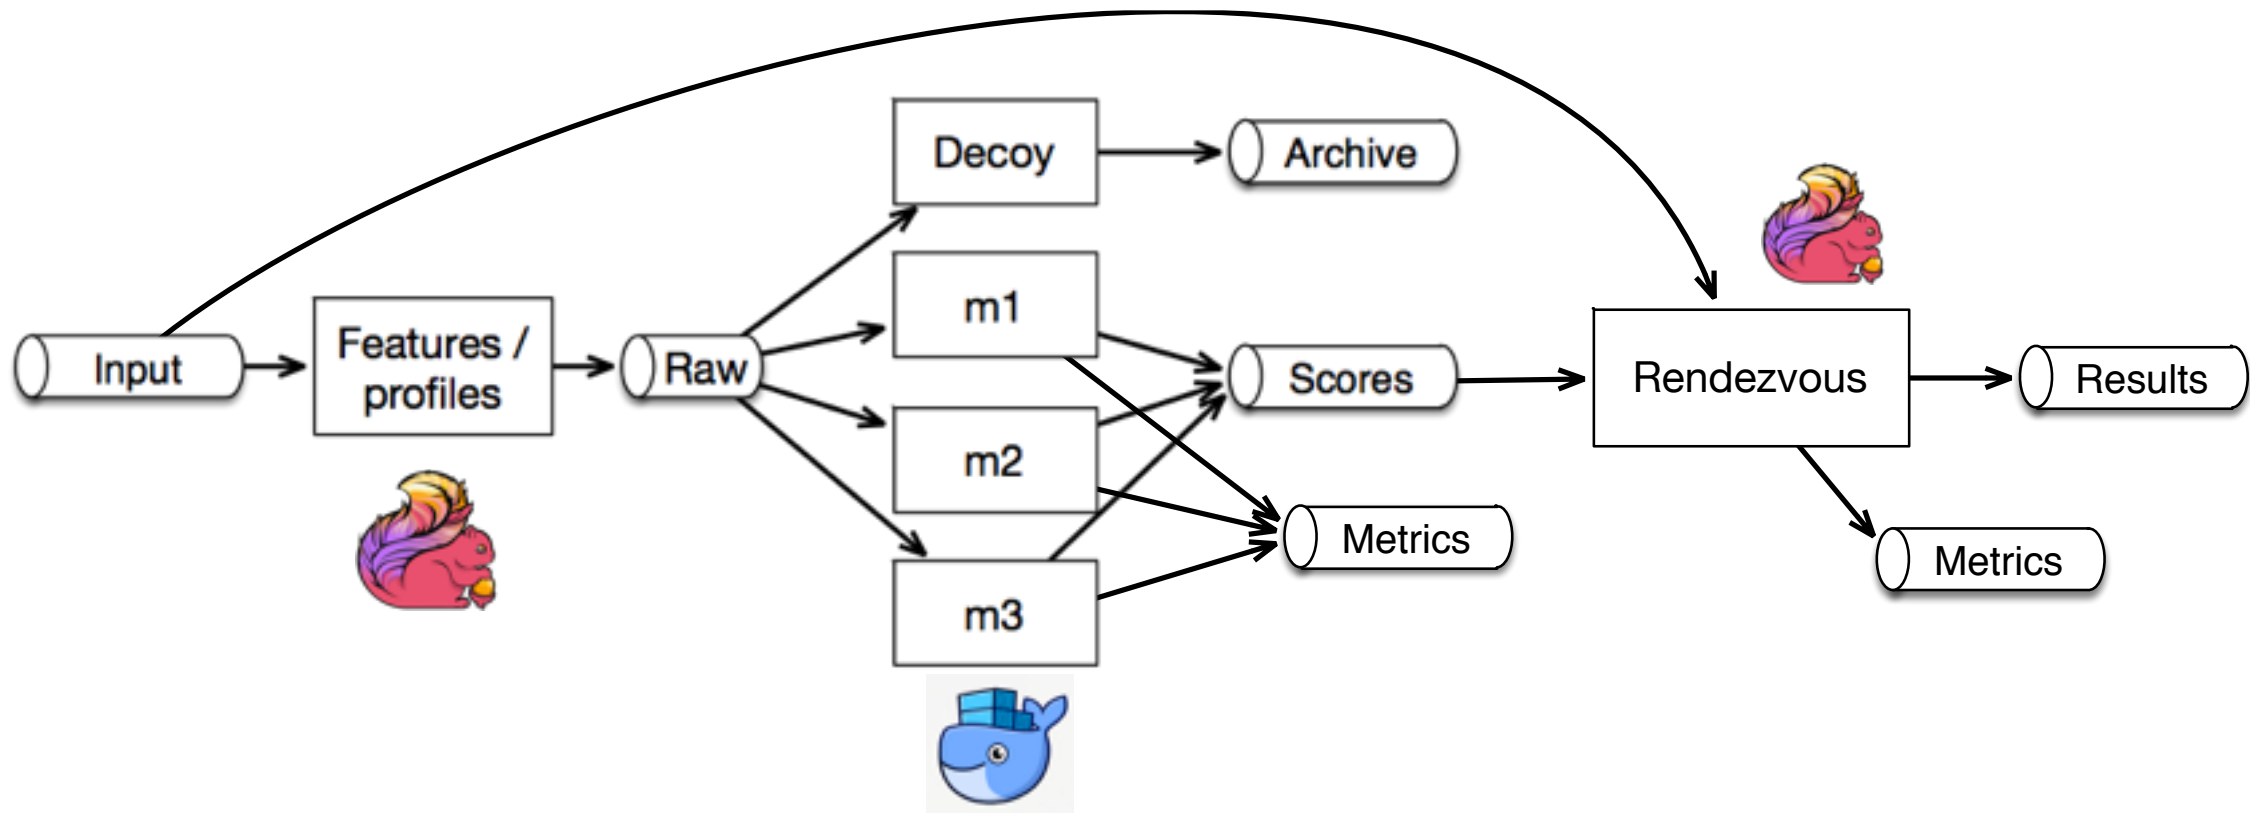 Input
Features /
profiles
Raw
Decoy
m1
m2
m3
Archive
Scores
Metrics
Rendezvous
Results
Metrics